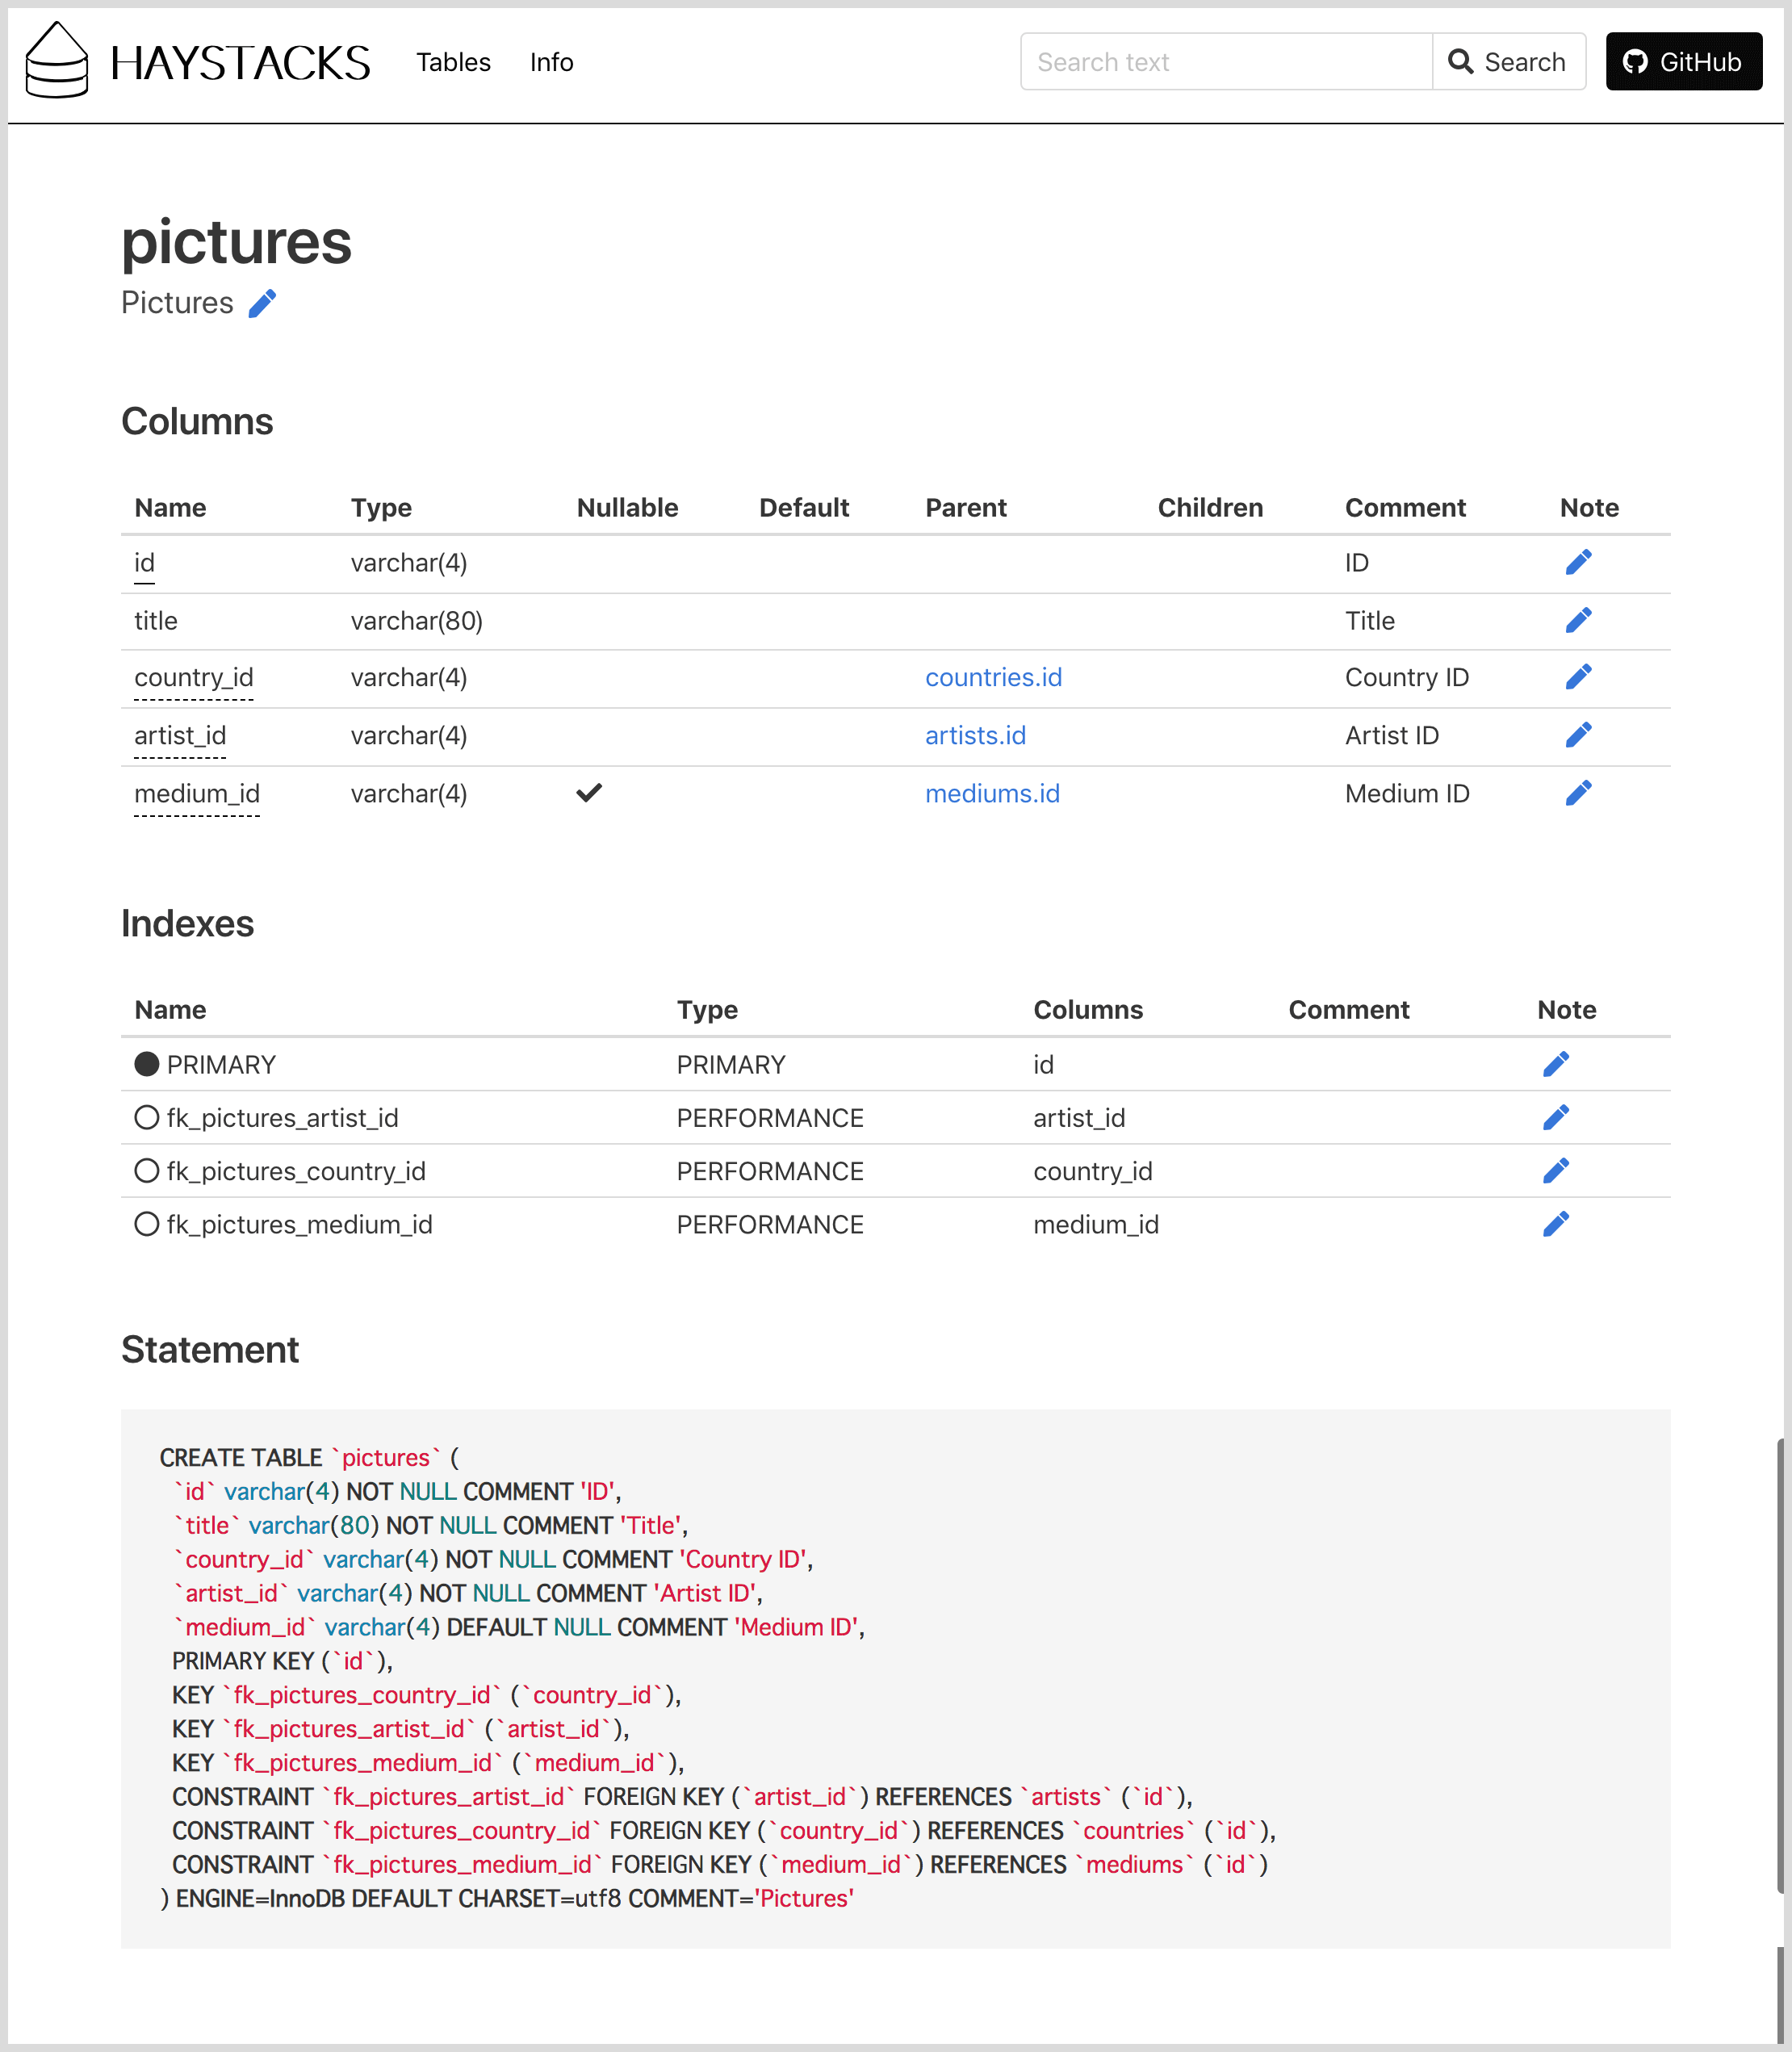 HAYSTACKS Tables Info Search text Search GitHub
pictures
Pictures
Columns
Name Type Nullable Default Parent Children Comment Note
id varchar(4) ID
title varchar(80) Title
country_id varchar(4) countries.id Country ID
artist_id varchar(4) artists.id Artist ID
medium_id varchar(4) mediums.id Medium ID
Indexes
Name Type Columns Comment Note
PRIMARY PRIMARY id
fk_pictures_artist_id PERFORMANCE artist_id
fk_pictures_country_id PERFORMANCE country_id
fk_pictures_medium_id PERFORMANCE medium_id
Statement
CREATE TABLE `pictures` (
  `id` varchar(4) NOT NULL COMMENT 'ID',
  `title` varchar(80) NOT NULL COMMENT 'Title',
  `country_id` varchar(4) NOT NULL COMMENT 'Country ID',
  `artist_id` varchar(4) NOT NULL COMMENT 'Artist ID',
  `medium_id` varchar(4) DEFAULT NULL COMMENT 'Medium ID',
  PRIMARY KEY (`id`),
  KEY `fk_pictures_country_id` (`country_id`),
  KEY `fk_pictures_artist_id` (`artist_id`),
  KEY `fk_pictures_medium_id` (`medium_id`),
  CONSTRAINT `fk_pictures_artist_id` FOREIGN KEY (`artist_id`) REFERENCES `artists` (`id`),
  CONSTRAINT `fk_pictures_country_id` FOREIGN KEY (`country_id`) REFERENCES `countries` (`id`),
  CONSTRAINT `fk_pictures_medium_id` FOREIGN KEY (`medium_id`) REFERENCES `mediums` (`id`)
) ENGINE=InnoDB DEFAULT CHARSET=utf8 COMMENT='Pictures'